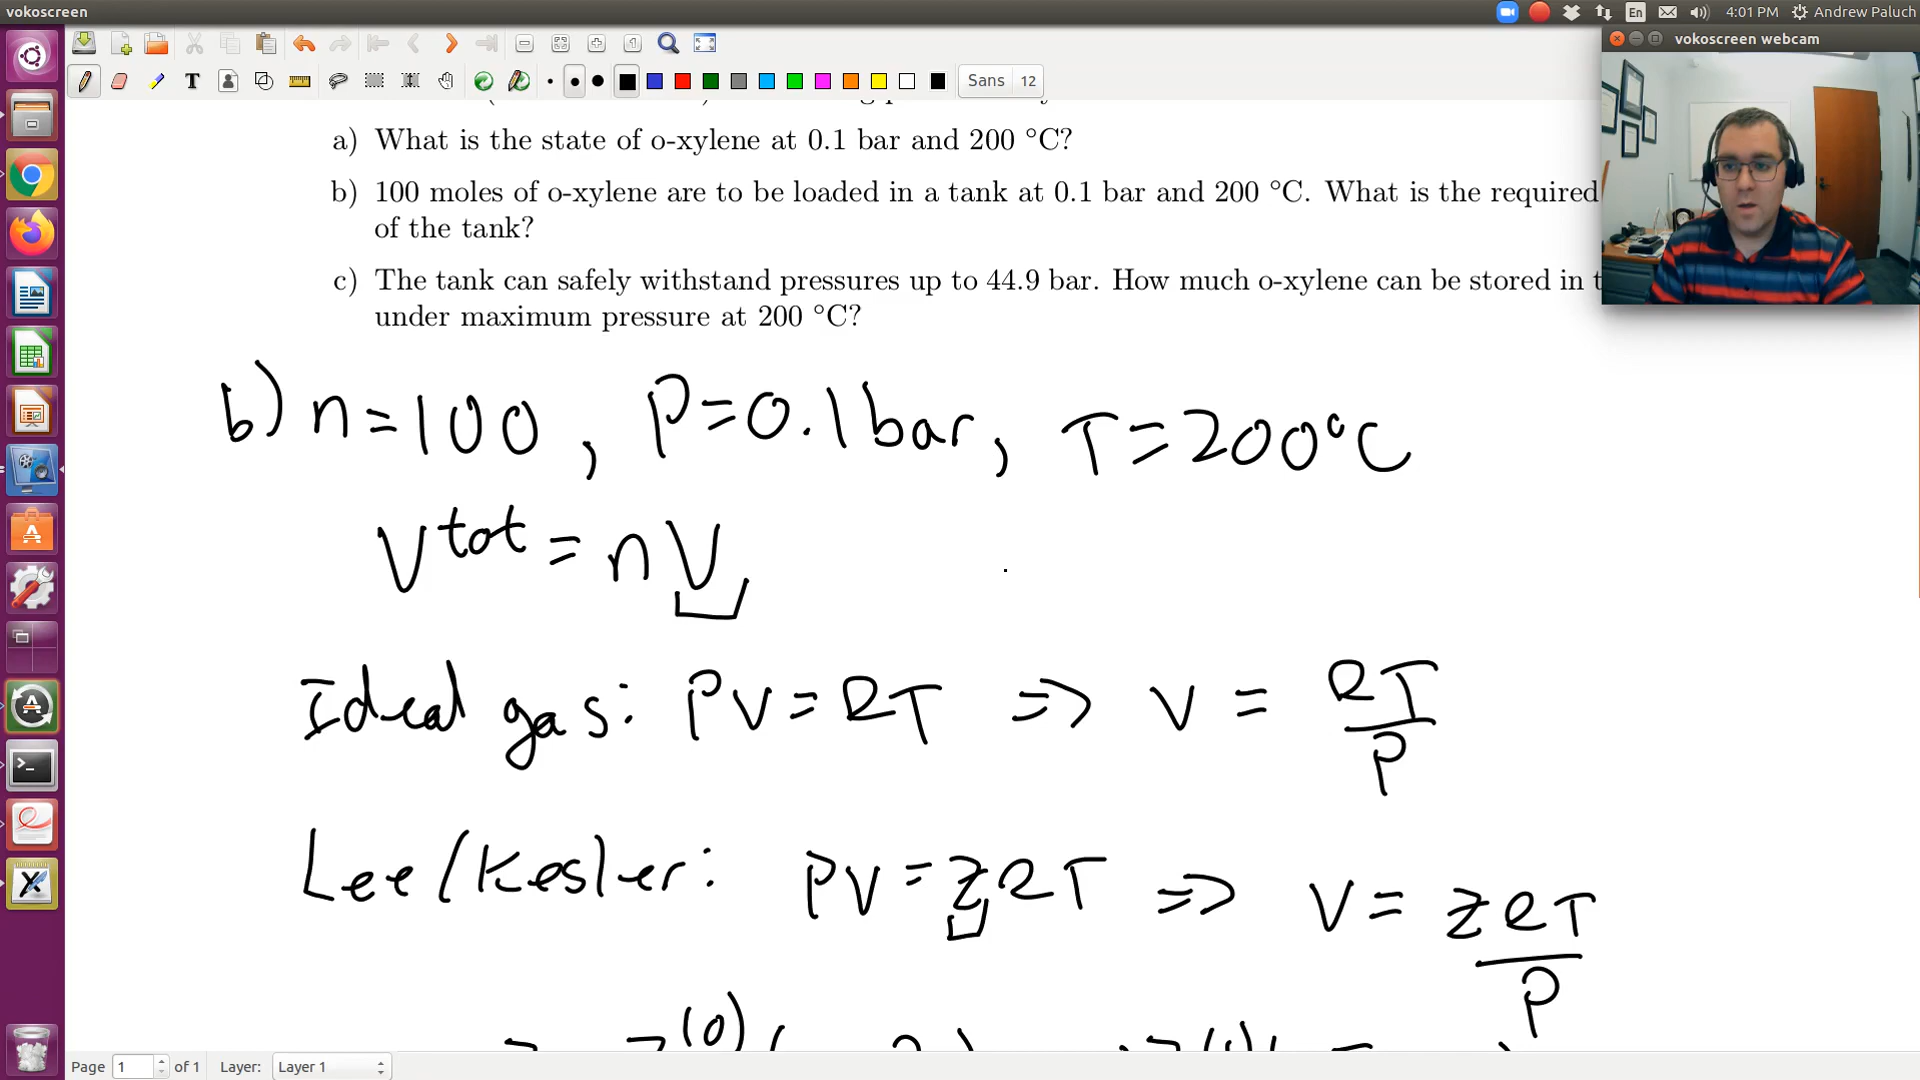 vokoscreen
En
4:01 PM
Andrew Paluch
vokoscreen webcam
Sans 12
a) What is the state of o-xylene at 0.1 bar and 200 °C?
b) 100 moles of o-xylene are to be loaded in a tank at 0.1 bar and 200 °C. What is the required
of the tank?
c) The tank can safely withstand pressures up to 44.9 bar. How much o-xylene can be stored in t
under maximum pressure at 200 °C?
b) n=100, P=0.1bar, T=200°C
V^tot = nV
Ideal gas: PV=RT => V = RT/P
Lee/Kesler: PV=ZRT => V= ZRT/P
Page 1 of 1 Layer: Layer 1